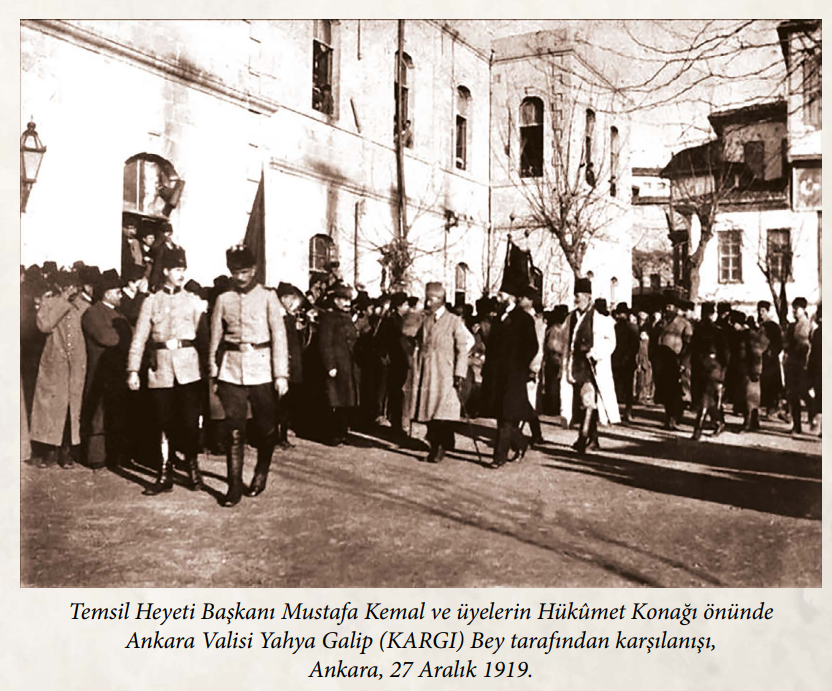 Temsil Heyeti Başkanı Mustafa Kemal ve üyelerin Hükûmet Konağı önünde
Ankara Valisi Yahya Galip (KARGI) Bey tarafından karşılanışı,
Ankara, 27 Aralık 1919.